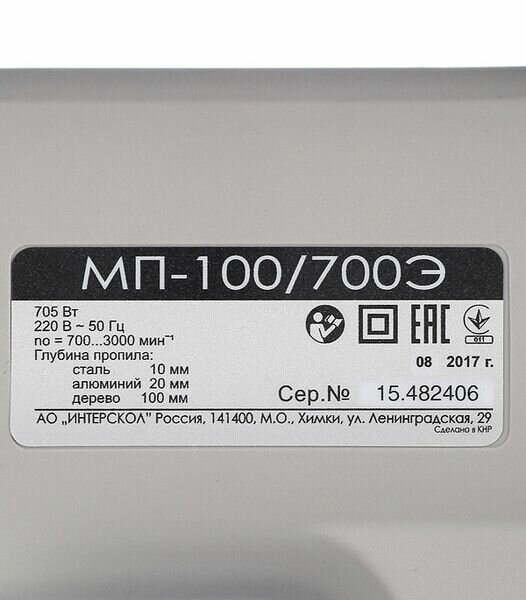 МП-100/700Э
705 Вт
220 В ~ 50 Гц
no = 700...3000 мин⁻¹
Глубина пропила:
сталь 10 мм
алюминий 20 мм
дерево 100 мм
EAC
011
08 2017 г.
Сер.№ 15.482406
АО „ИНТЕРСКОЛ" Россия, 141400, М.О., Химки, ул. Ленинградская, 29
Сделано в КНР